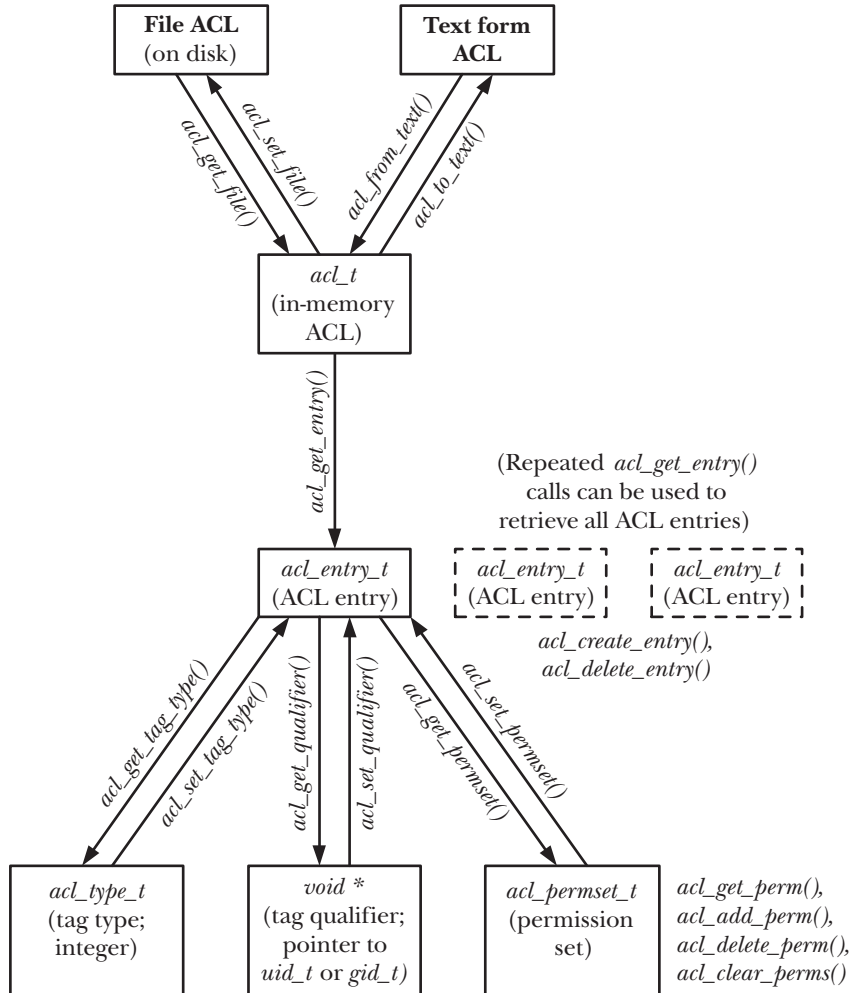 File ACL
(on disk)
Text form
ACL
acl_get_file()
acl_set_file()
acl_from_text()
acl_to_text()
acl_t
(in-memory
ACL)
acl_get_entry()
(Repeated acl_get_entry()
calls can be used to
retrieve all ACL entries)
acl_entry_t
(ACL entry)
acl_entry_t
(ACL entry)
acl_entry_t
(ACL entry)
acl_create_entry(),
acl_delete_entry()
acl_get_tag_type()
acl_set_tag_type()
acl_get_qualifier()
acl_set_qualifier()
acl_get_permset()
acl_set_permset()
acl_type_t
(tag type;
integer)
void *
(tag qualifier;
pointer to
uid_t or gid_t)
acl_permset_t
(permission
set)
acl_get_perm(),
acl_add_perm(),
acl_delete_perm(),
acl_clear_perms()